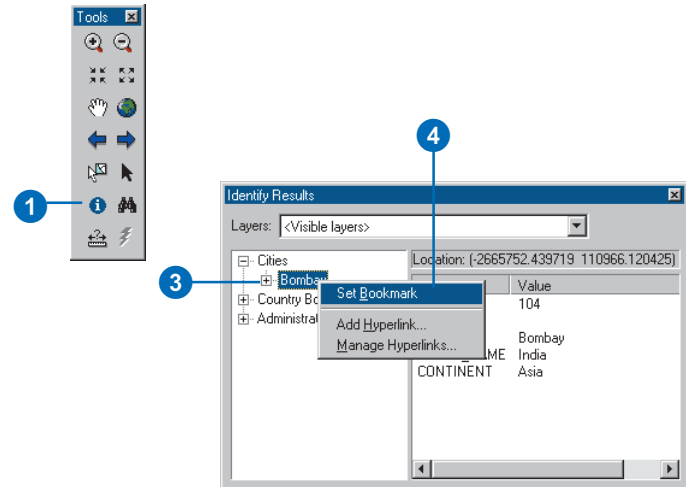 Tools
4
1
Identify Results
Layers: <Visible layers>
Cities
Location: (-2665752.439719 110966.120425)
3
Bombay
Set Bookmark
Value
Country Bo
104
Administrat
Add Hyperlink...
Bombay
Manage Hyperlinks...
AME India
CONTINENT Asia